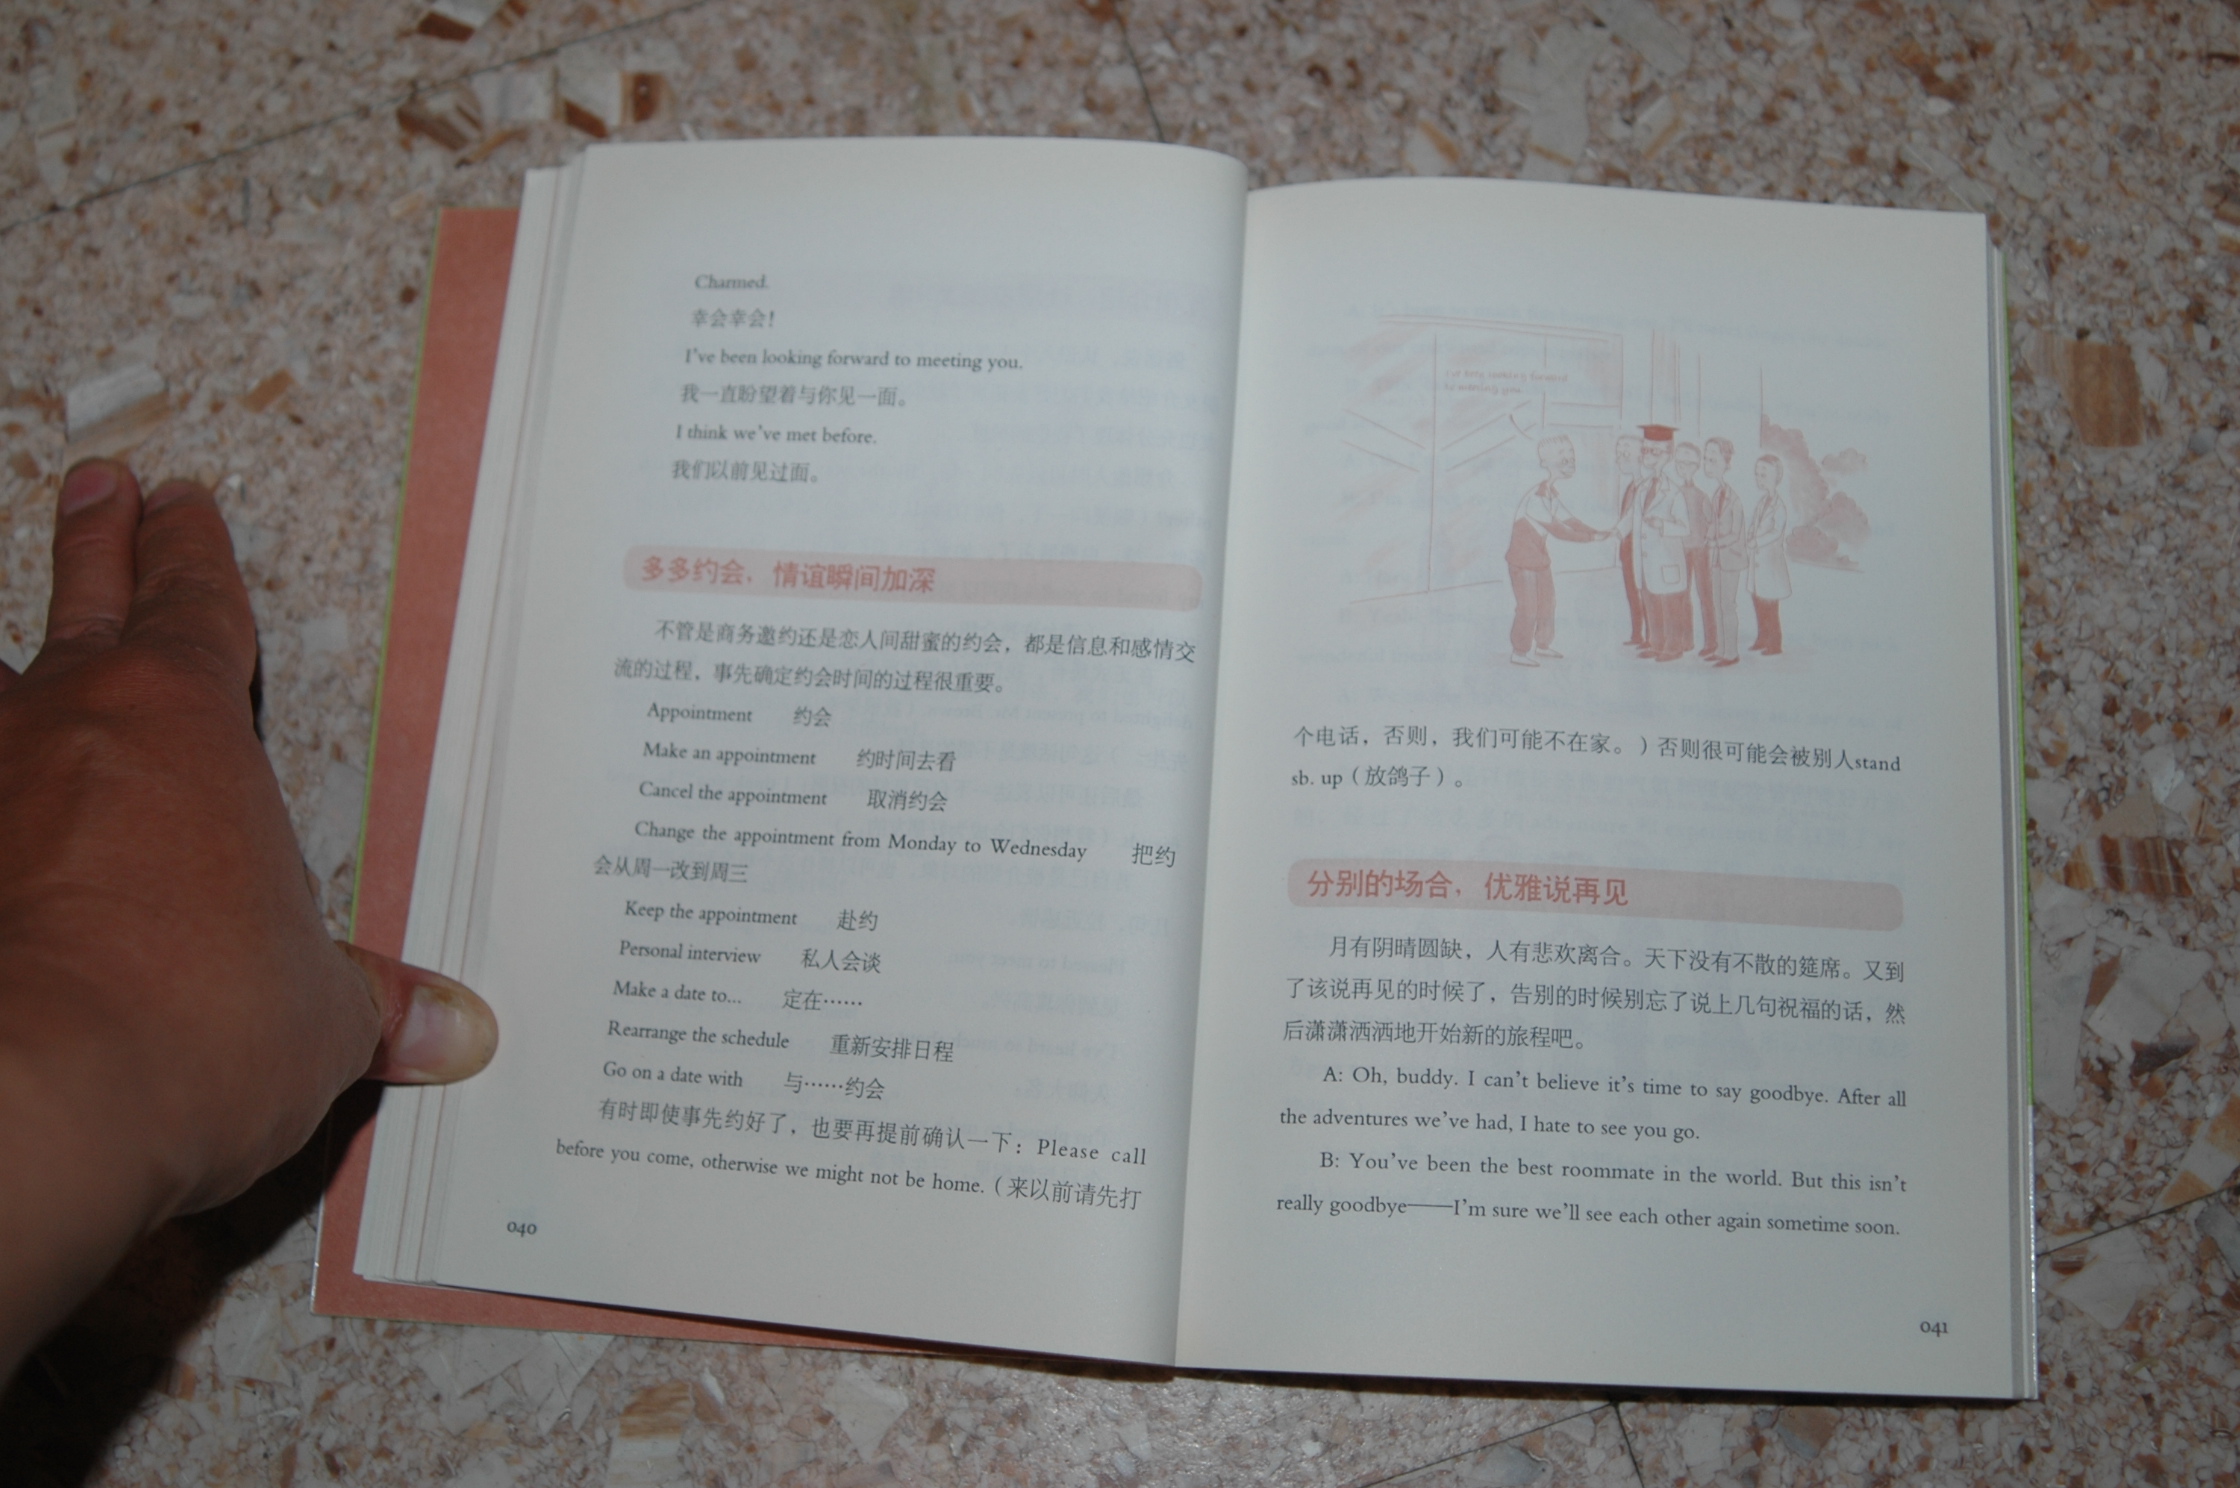 Charmed.
幸会幸会！
I've been looking forward to meeting you.
我一直盼望着与你见一面。
I think we've met before.
我们以前见过面。
多多约会，情谊瞬间加深
不管是商务邀约还是恋人间甜蜜的约会，都是信息和感情交
流的过程，事先确定约会时间的过程很重要。
Appointment 约会
Make an appointment 约时间去看
Cancel the appointment 取消约会
Change the appointment from Monday to Wednesday 把约
会从周一改到周三
Keep the appointment 赴约
Personal interview 私人会谈
Make a date to... 定在……
Rearrange the schedule 重新安排日程
Go on a date with 与……约会
有时即使事先约好了，也要再提前确认一下：Please call
before you come, otherwise we might not be home.（来以前请先打
040
个电话，否则，我们可能不在家。）否则很可能会被别人stand
sb. up（放鸽子）。
分别的场合，优雅说再见
月有阴晴圆缺，人有悲欢离合。天下没有不散的筵席。又到
了该说再见的时候了，告别的时候别忘了说上几句祝福的话，然
后潇潇洒洒地开始新的旅程吧。
A: Oh, buddy. I can't believe it's time to say goodbye. After all
the adventures we've had, I hate to see you go.
B: You've been the best roommate in the world. But this isn't
really goodbye——I'm sure we'll see each other again sometime soon.
041